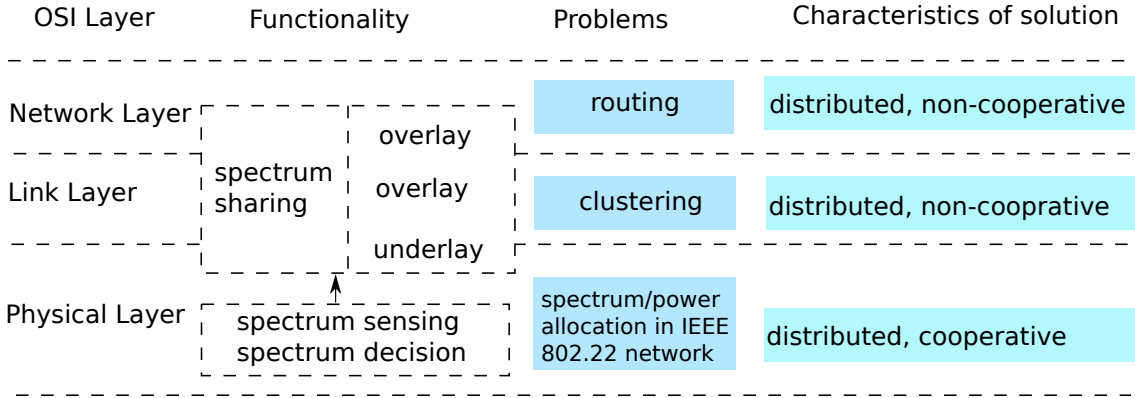 OSI Layer Functionality Problems Characteristics of solution
Network Layer overlay routing distributed, non-cooperative
Link Layer spectrum sharing overlay clustering distributed, non-cooprative
underlay
Physical Layer spectrum sensing
spectrum decision
spectrum/power
allocation in IEEE
802.22 network
distributed, cooperative